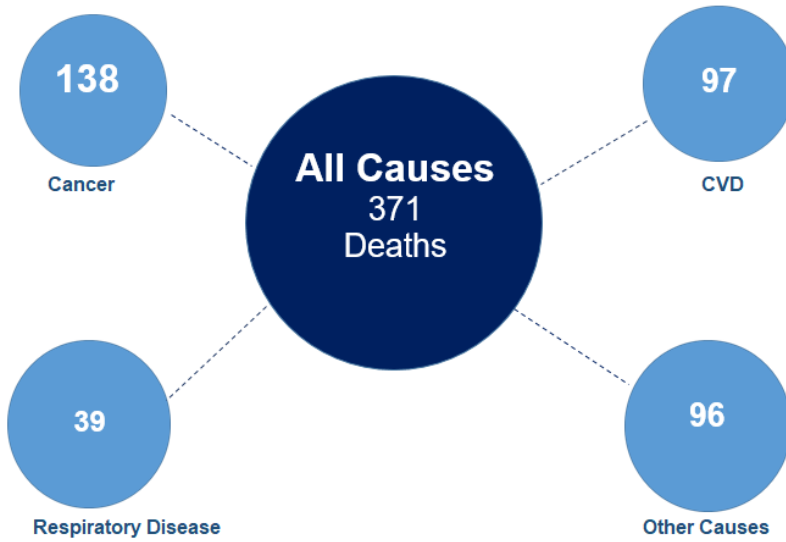 138
Cancer
97
CVD
All Causes
371
Deaths
39
Respiratory Disease
96
Other Causes